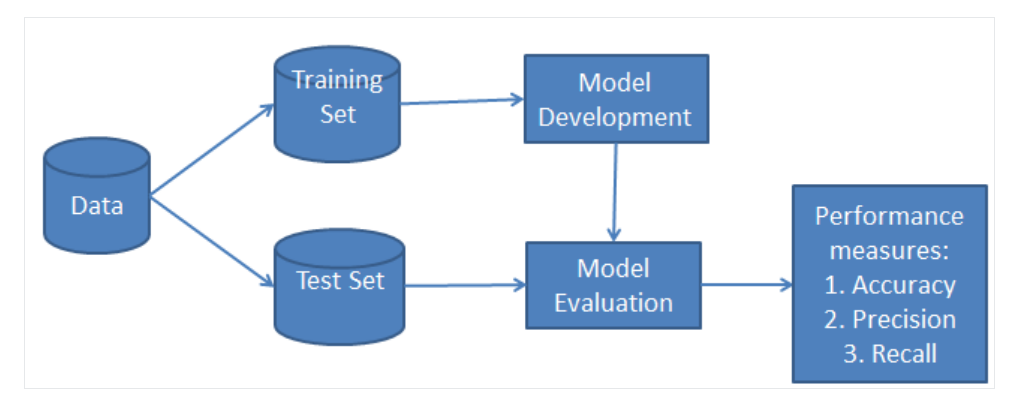 Data
Training
Set
Test Set
Model
Development
Model
Evaluation
Performance
measures:
1. Accuracy
2. Precision
3. Recall